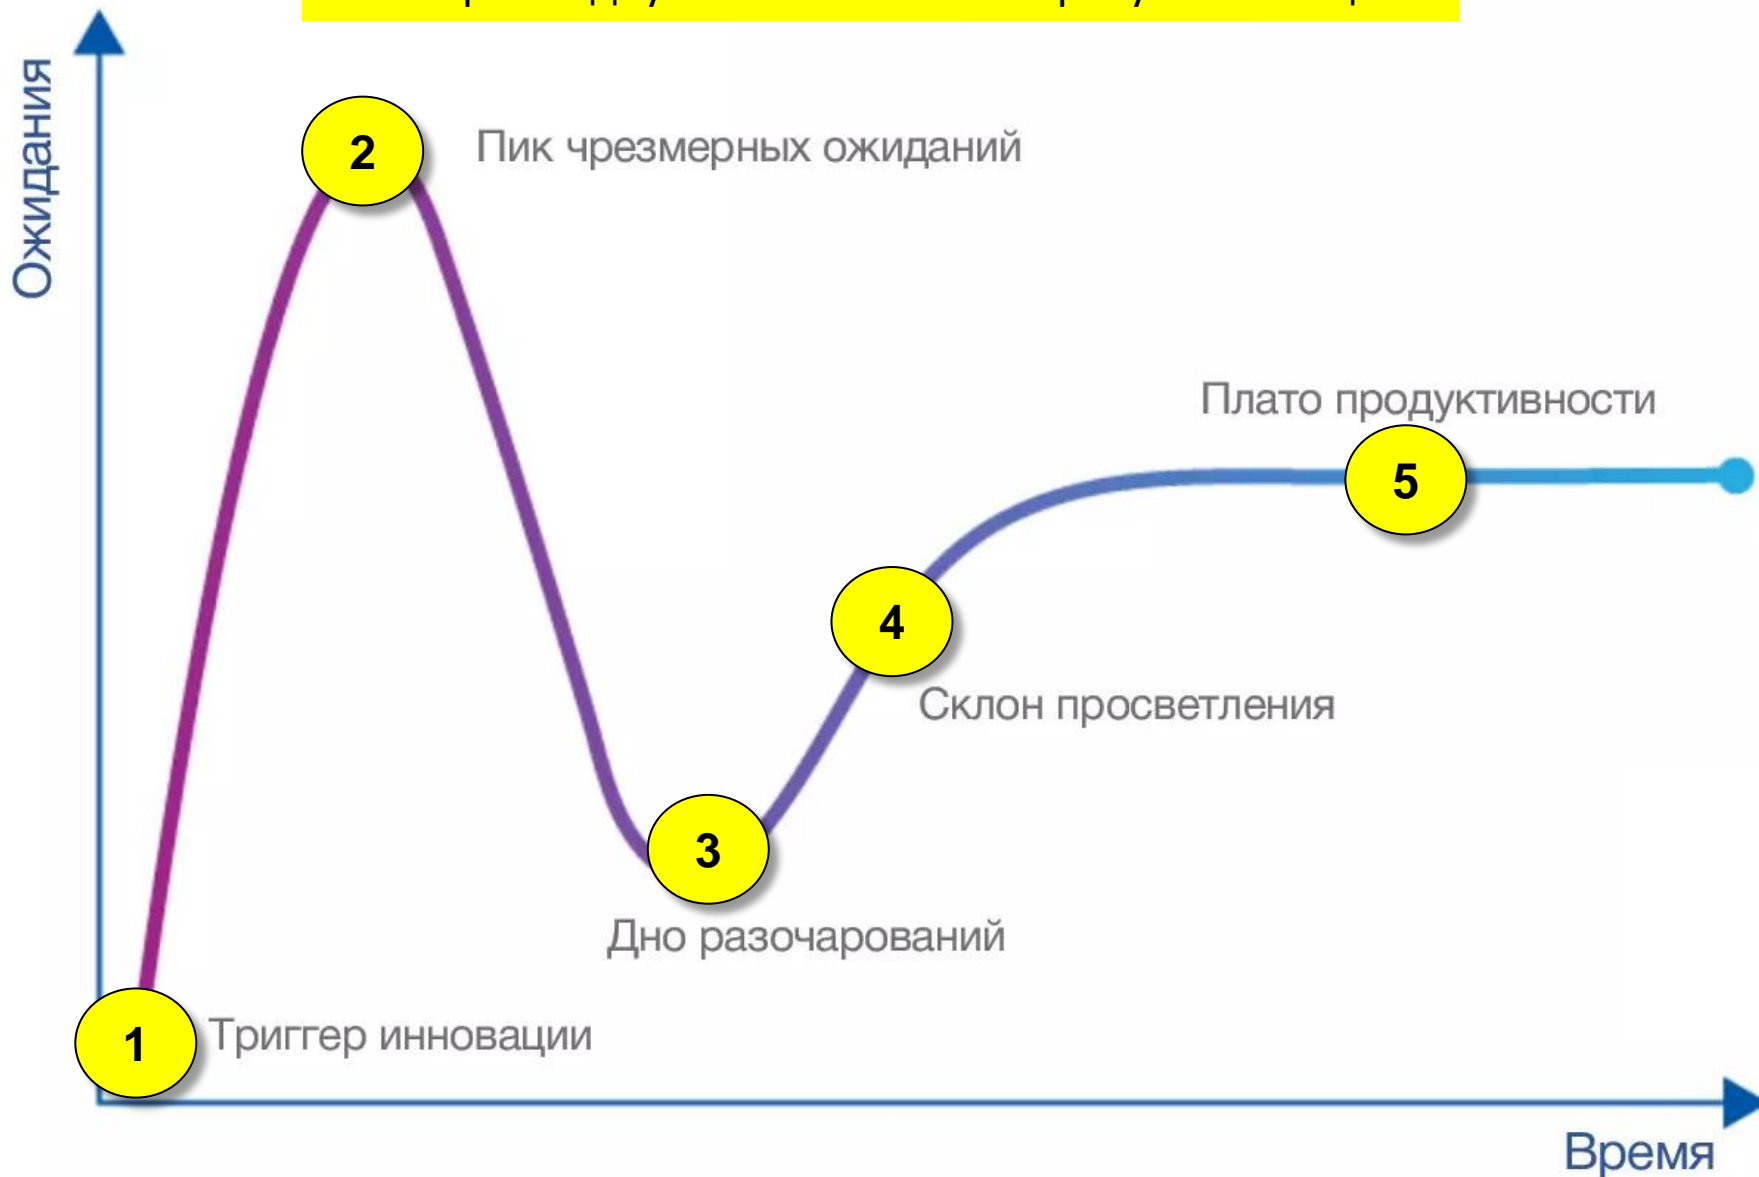 Ожидания
2
Пик чрезмерных ожиданий
Плато продуктивности
5
4
Склон просветления
3
Дно разочарований
1
Триггер инновации
Время